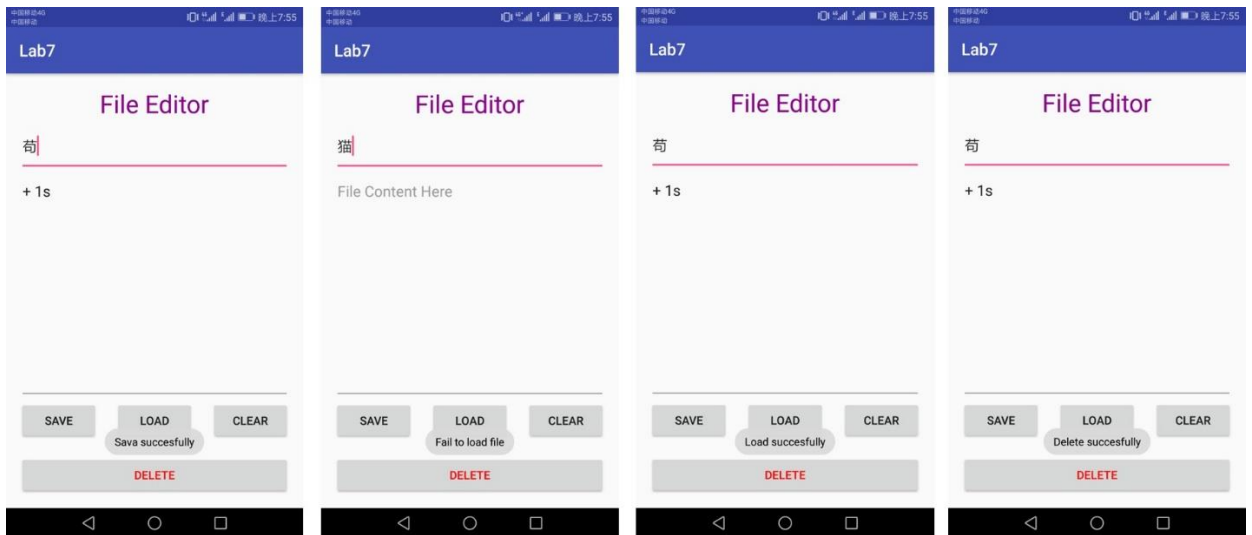 中国移动4G
中国移动
晚上7:55
Lab7
File Editor
苟
+ 1s
SAVE
LOAD
CLEAR
Sava succesfully
DELETE
中国移动4G
中国移动
晚上7:55
Lab7
File Editor
猫
File Content Here
SAVE
LOAD
CLEAR
Fail to load file
DELETE
中国移动4G
中国移动
晚上7:55
Lab7
File Editor
苟
+ 1s
SAVE
LOAD
CLEAR
Load succesfully
DELETE
中国移动4G
中国移动
晚上7:55
Lab7
File Editor
苟
+ 1s
SAVE
LOAD
CLEAR
Delete succesfully
DELETE